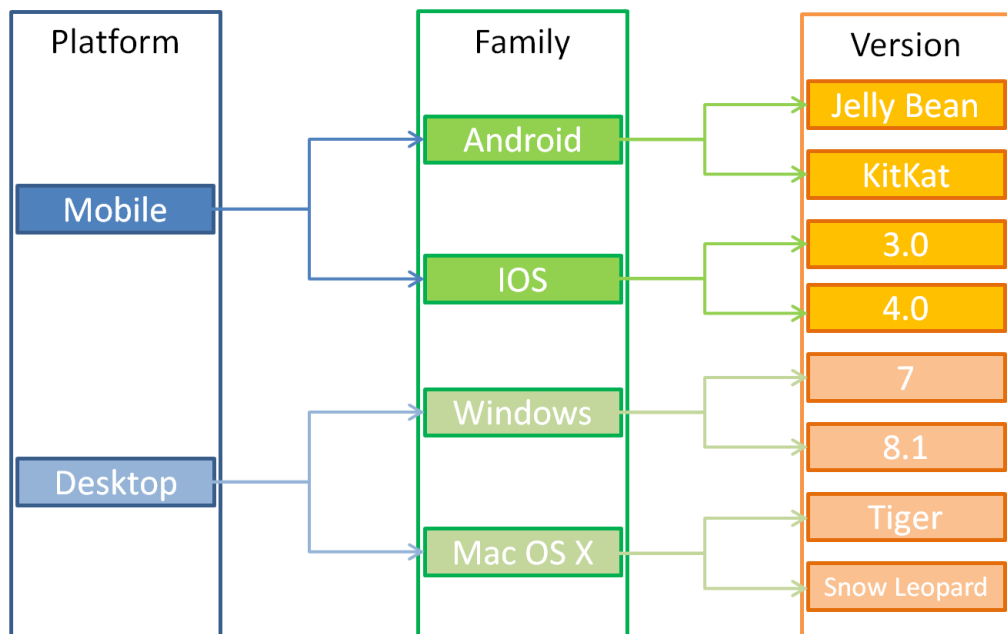 Platform
Mobile
Desktop
Family
Android
IOS
Windows
Mac OS X
Version
Jelly Bean
KitKat
3.0
4.0
7
8.1
Tiger
Snow Leopard